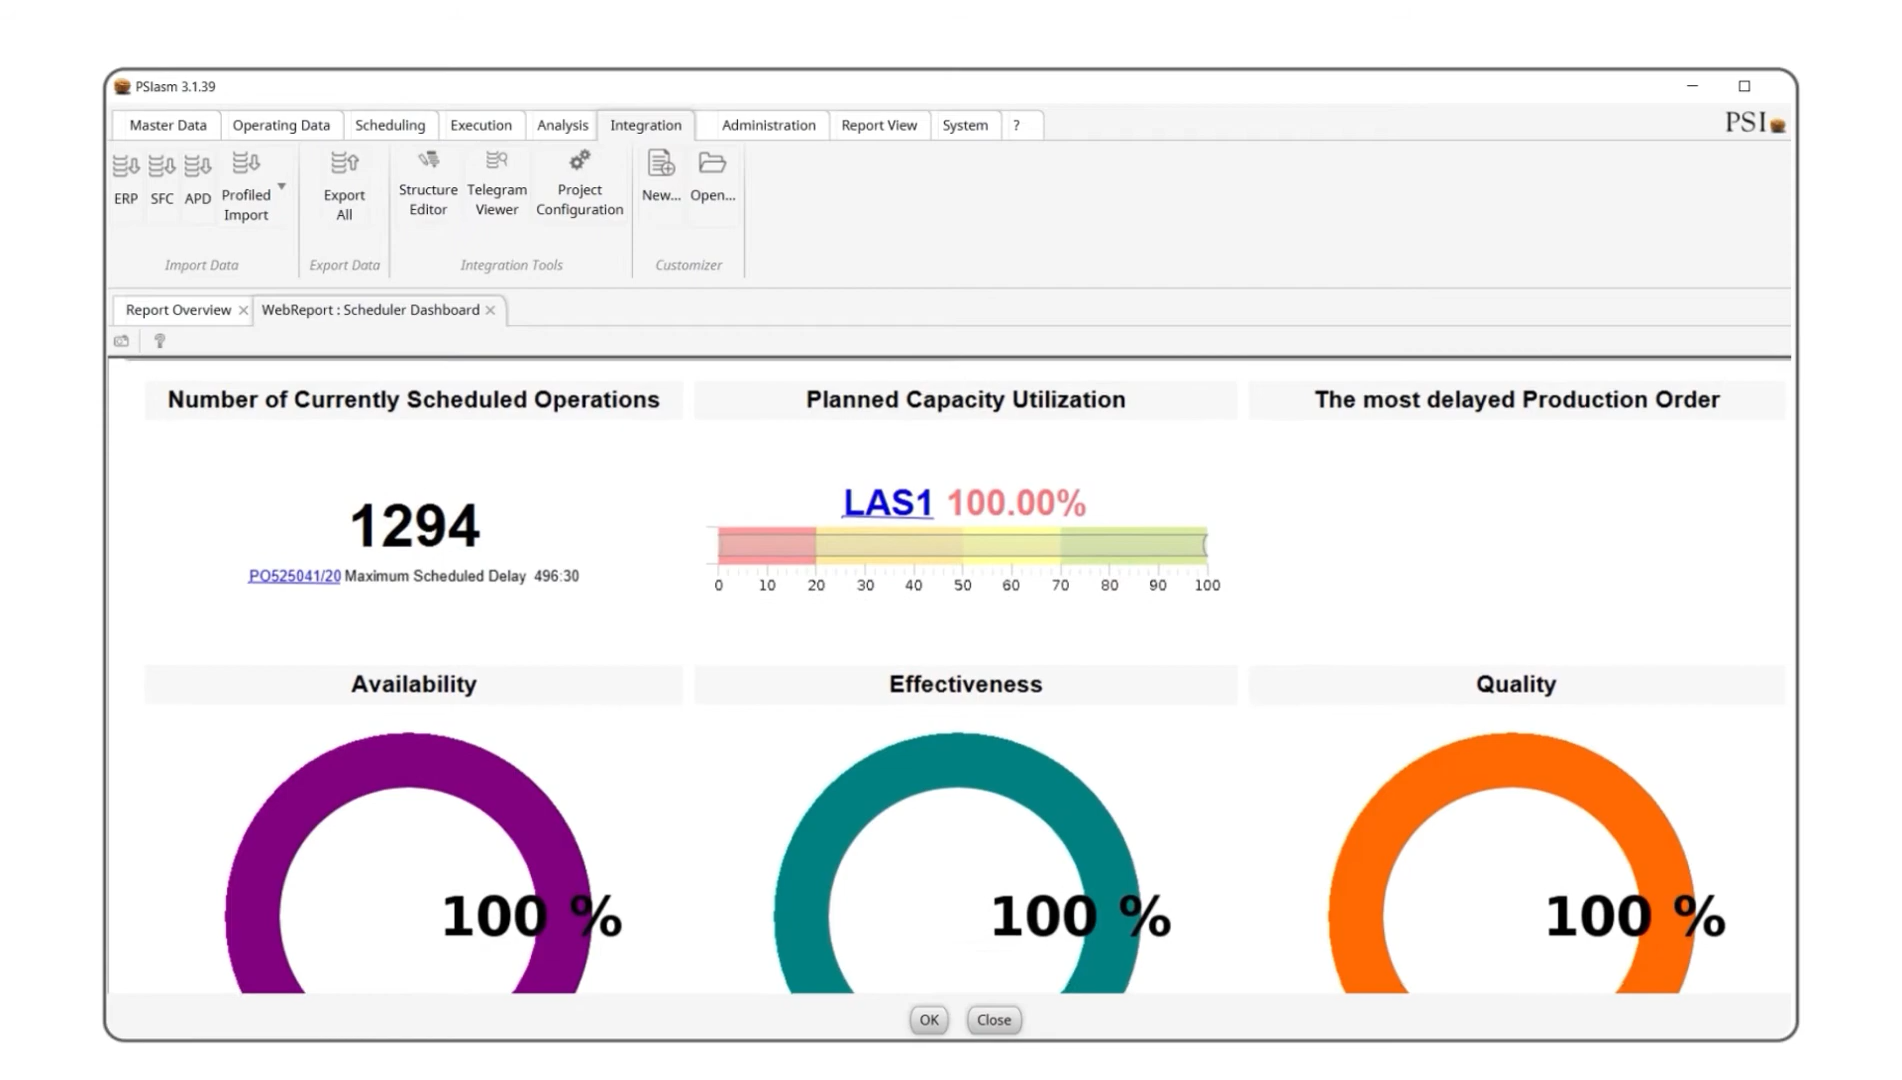 PSIasm 3.1.39
Master Data Operating Data Scheduling Execution Analysis Integration Administration Report View System ?
PSI
ERP SFC APD Profiled Import
Export All
Structure Editor Telegram Viewer Project Configuration
New... Open...
Import Data Export Data Integration Tools Customizer
Report Overview WebReport : Scheduler Dashboard
Number of Currently Scheduled Operations Planned Capacity Utilization The most delayed Production Order
1294
PO525041/20 Maximum Scheduled Delay 496:30
LAS1 100.00%
0 10 20 30 40 50 60 70 80 90 100
Availability Effectiveness Quality
100 % 100 % 100 %
OK Close